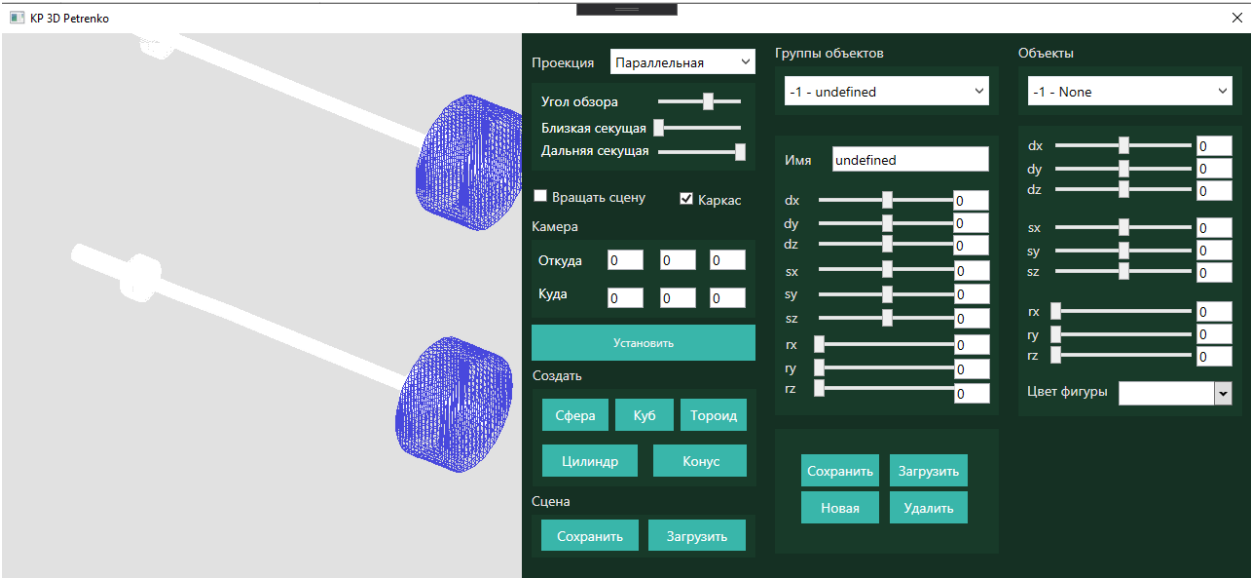 KP 3D Petrenko
Проекция Параллельная
Угол обзора
Близкая секущая
Дальняя секущая
Вращать сцену Каркас
Камера
Откуда 0 0 0
Куда 0 0 0
Установить
Создать
Сфера Куб Тороид
Цилиндр Конус
Сцена
Сохранить Загрузить
Группы объектов
-1 - undefined
Имя undefined
dx 0
dy 0
dz 0
sx 0
sy 0
sz 0
rx 0
ry 0
rz 0
Сохранить Загрузить
Новая Удалить
Объекты
-1 - None
dx 0
dy 0
dz 0
sx 0
sy 0
sz 0
rx 0
ry 0
rz 0
Цвет фигуры